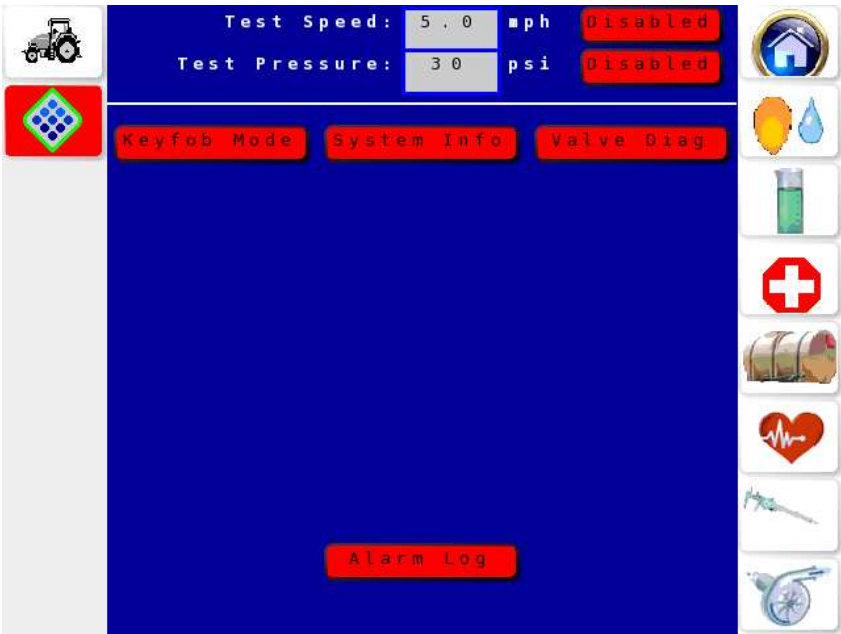 Test Speed: 5.0 mph Disabled
Test Pressure: 30 psi Disabled
Keyfob Mode System Info Valve Diag
Alarm Log